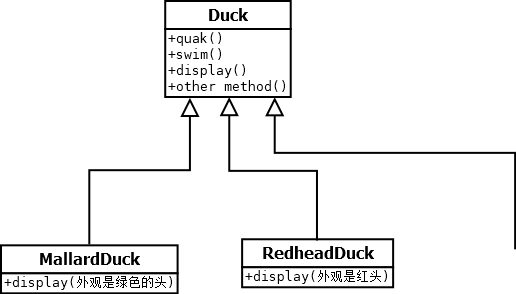 Duck
+quak()
+swim()
+display()
+other method()
MallardDuck
+display(外观是绿色的头)
RedheadDuck
+display(外观是红头)